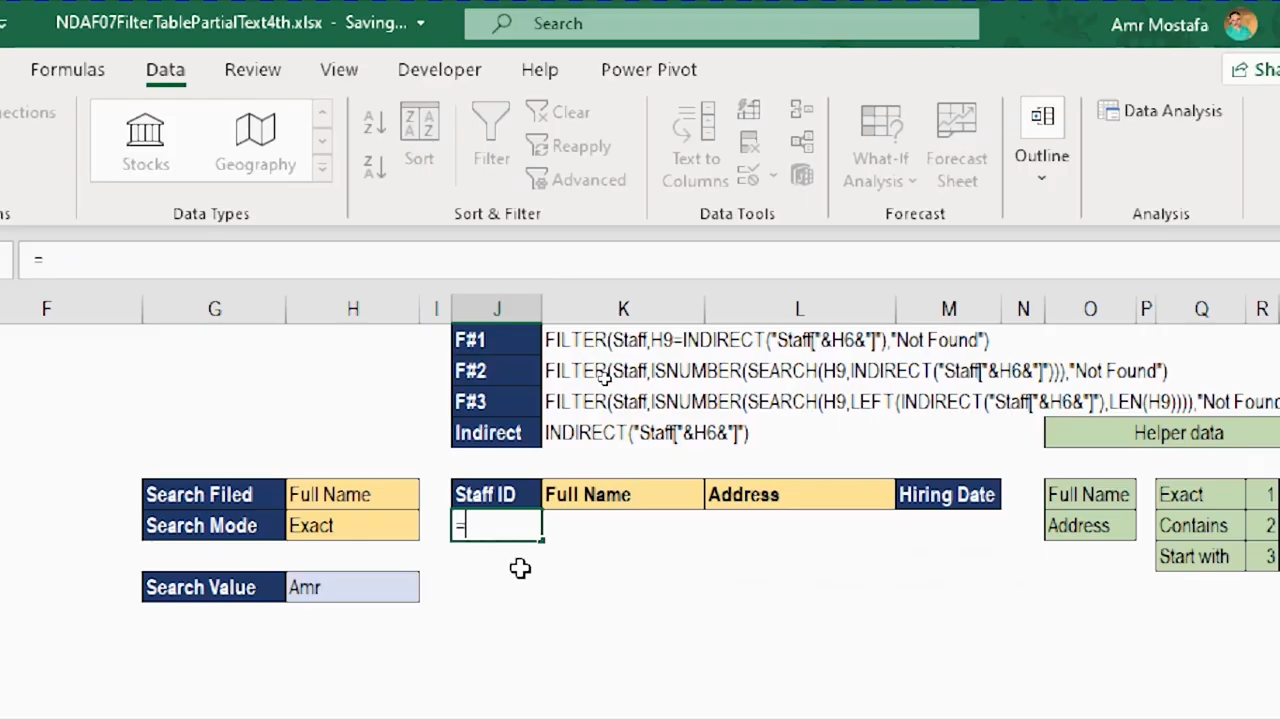 NDAF07FilterTablePartialText4th.xlsx - Saving...
Search
Amr Mostafa
Formulas
Data
Review
View
Developer
Help
Power Pivot
Sha
ections
Stocks
Geography
Sort
Filter
Clear
Reapply
Advanced
Text to
Columns
What-If
Analysis
Forecast
Sheet
Outline
Data Analysis
ns
Data Types
Sort & Filter
Data Tools
Forecast
Analysis
=
F G H I J K L M N O P Q R
F#1 FILTER(Staff,H9=INDIRECT("Staff["&H6&"]"),"Not Found")
F#2 FILTER(Staff,ISNUMBER(SEARCH(H9,INDIRECT("Staff["&H6&"]"))),"Not Found")
F#3 FILTER(Staff,ISNUMBER(SEARCH(H9,LEFT(INDIRECT("Staff["&H6&"]"),LEN(H9)))),"Not Found
Indirect INDIRECT("Staff["&H6&"]") Helper data
Search Filed Full Name Staff ID Full Name Address Hiring Date Full Name Exact 1
Search Mode Exact = Address Contains 2
Start with 3
Search Value Amr